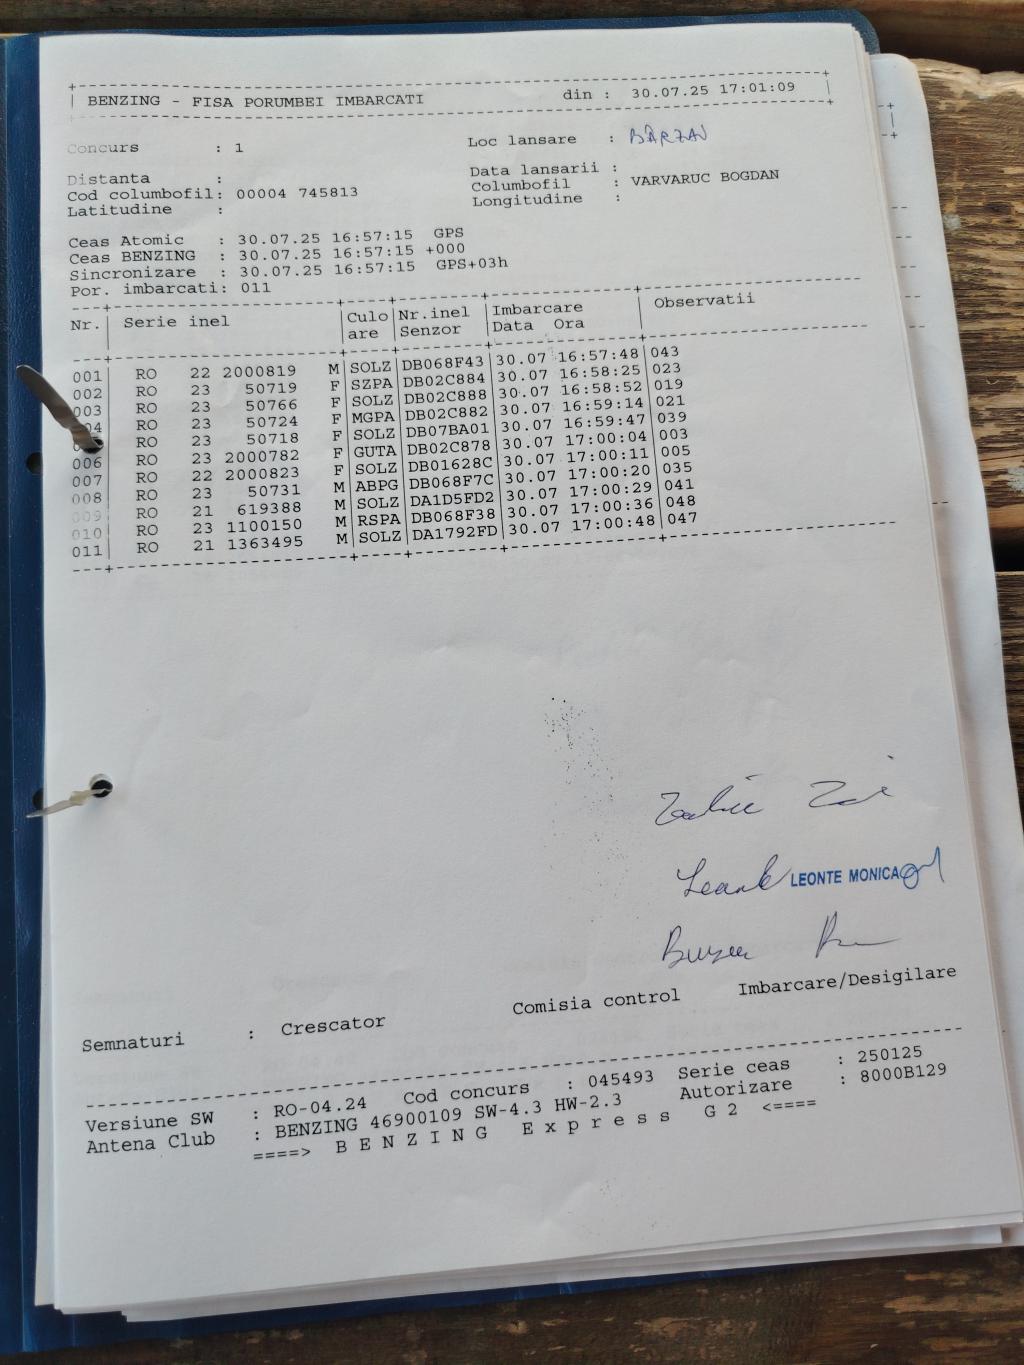 BENZING - FISA PORUMBEI IMBARCATI din : 30.07.25 17:01:09
Concurs : 1 Loc lansare : BÂRZAV
Distanta : Data lansarii :
Cod columbofil: 00004 745813 Columbofil : VARVARUC BOGDAN
Latitudine : Longitudine :
Ceas Atomic : 30.07.25 16:57:15 GPS
Ceas BENZING : 30.07.25 16:57:15 +000
Sincronizare : 30.07.25 16:57:15 GPS+03h
Por. imbarcati: 011
Nr. | Serie inel | Culo | Nr.inel | Imbarcare | Observatii
are | Senzor | Data Ora
001 | RO 22 2000819 M | SOLZ | DB068F43 | 30.07 16:57:48 | 043
002 | RO 23 50719 F | SZPA | DB02C884 | 30.07 16:58:25 | 023
003 | RO 23 50766 F | SOLZ | DB02C888 | 30.07 16:58:52 | 019
04 | RO 23 50724 F | MGPA | DB02C882 | 30.07 16:59:14 | 021
RO 23 50718 F | SOLZ | DB07BA01 | 30.07 16:59:47 | 039
006 | RO 23 2000782 F | GUTA | DB02C878 | 30.07 17:00:04 | 003
007 | RO 22 2000823 F | SOLZ | DB01628C | 30.07 17:00:11 | 005
008 | RO 23 50731 M | ABPG | DB068F7C | 30.07 17:00:20 | 035
009 | RO 21 619388 M | SOLZ | DA1D5FD2 | 30.07 17:00:29 | 041
010 | RO 23 1100150 M | RSPA | DB068F38 | 30.07 17:00:36 | 048
011 | RO 21 1363495 M | SOLZ | DA1792FD | 30.07 17:00:48 | 047
LEONTE MONICA
Semnaturi : Crescator Comisia control Imbarcare/Desigilare
Versiune SW : RO-04.24 Cod concurs : 045493 Serie ceas : 250125
Antena Club : BENZING 46900109 SW-4.3 HW-2.3 Autorizare : 8000B129
====> B E N Z I N G E x p r e s s G 2 <====